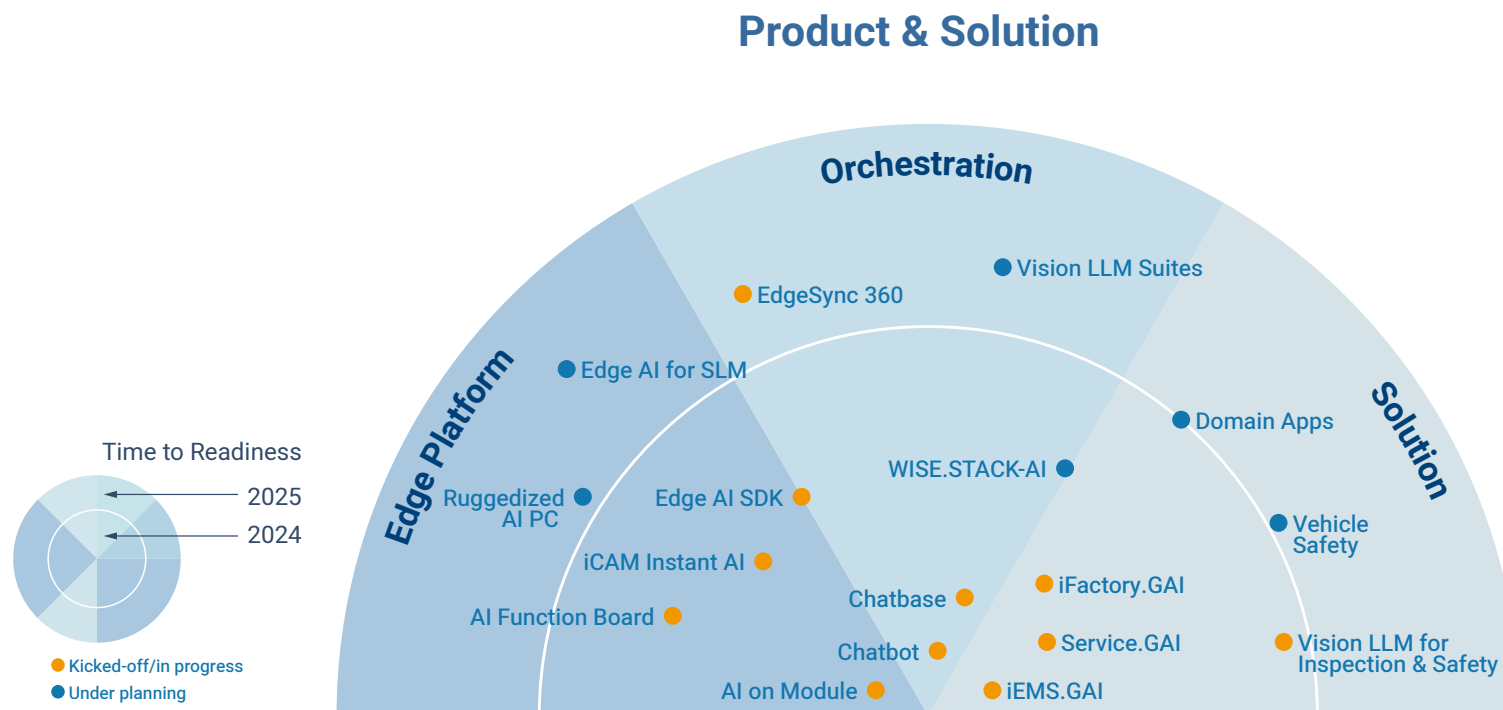 Product & Solution
Orchestration
Vision LLM Suites
EdgeSync 360
Edge Platform
Edge AI for SLM
Solution
Domain Apps
Time to Readiness
WISE.STACK-AI
2025
Ruggedized
AI PC
Edge AI SDK
2024
Vehicle
Safety
iCAM Instant AI
iFactory.GAI
Chatbase
AI Function Board
Service.GAI
Vision LLM for
Inspection & Safety
Chatbot
Kicked-off/in progress
Under planning
AI on Module
iEMS.GAI